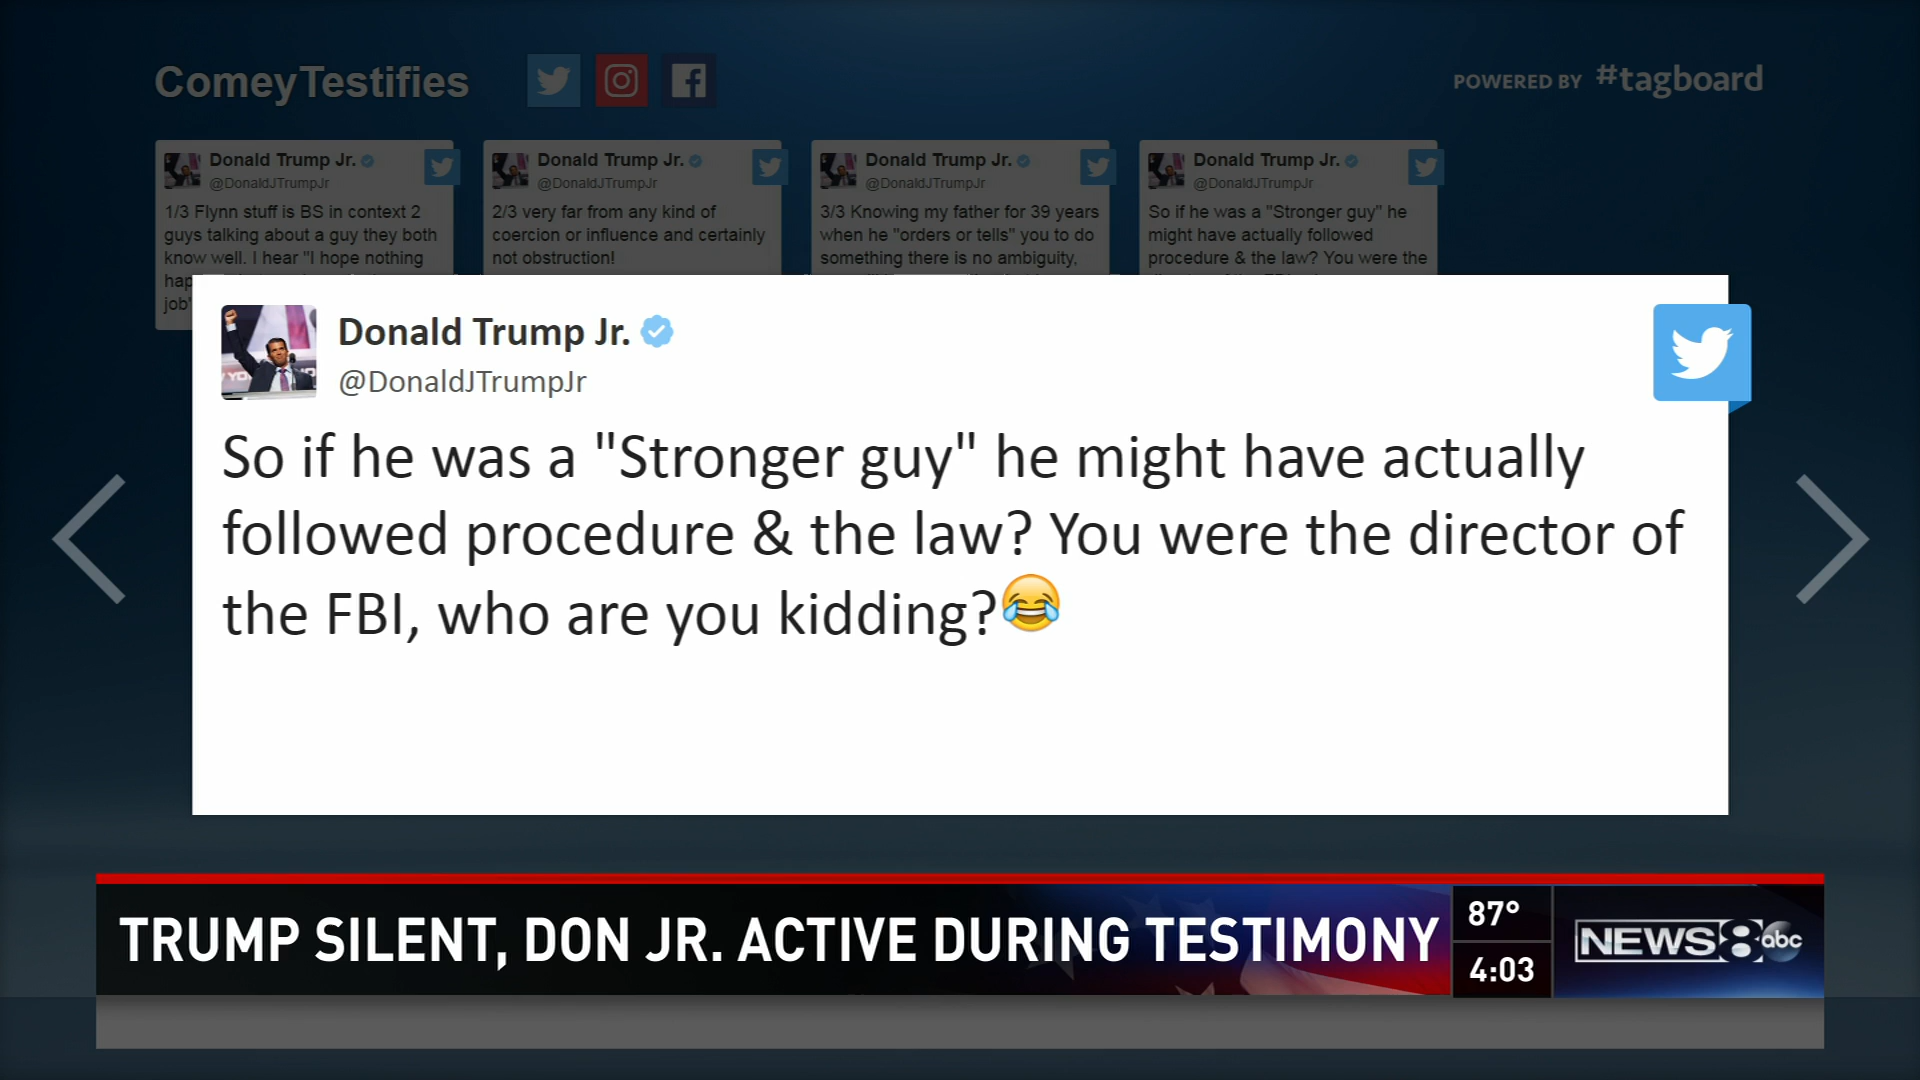 ComeyTestifies
POWERED BY #tagboard
Donald Trump Jr.
@DonaldJTrumpJr
1/3 Flynn stuff is BS in context 2
guys talking about a guy they both
know well. I hear "I hope nothing
hap
job'
Donald Trump Jr.
@DonaldJTrumpJr
2/3 very far from any kind of
coercion or influence and certainly
not obstruction!
Donald Trump Jr.
@DonaldJTrumpJr
3/3 Knowing my father for 39 years
when he "orders or tells" you to do
something there is no ambiguity,
Donald Trump Jr.
@DonaldJTrumpJr
So if he was a "Stronger guy" he
might have actually followed
procedure & the law? You were the
Donald Trump Jr.
@DonaldJTrumpJr
So if he was a "Stronger guy" he might have actually
followed procedure & the law? You were the director of
the FBI, who are you kidding?😂
TRUMP SILENT, DON JR. ACTIVE DURING TESTIMONY
87°
4:03
NEWS 8 abc